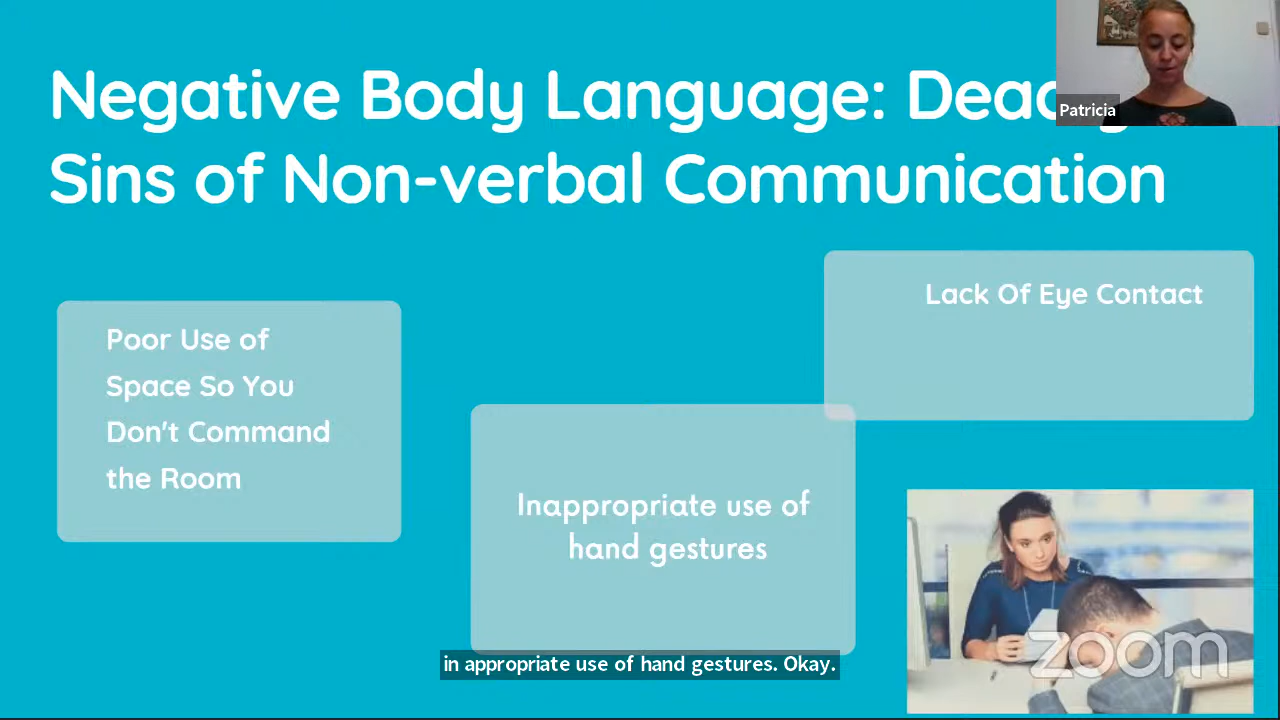 Negative Body Language:
Sins of Non-verbal Communication
Patricia
Lack Of Eye Contact
Poor Use of
Space So You
Don't Command
the Room
Inappropriate use of
hand gestures
in appropriate use of hand gestures. Okay.
zoom